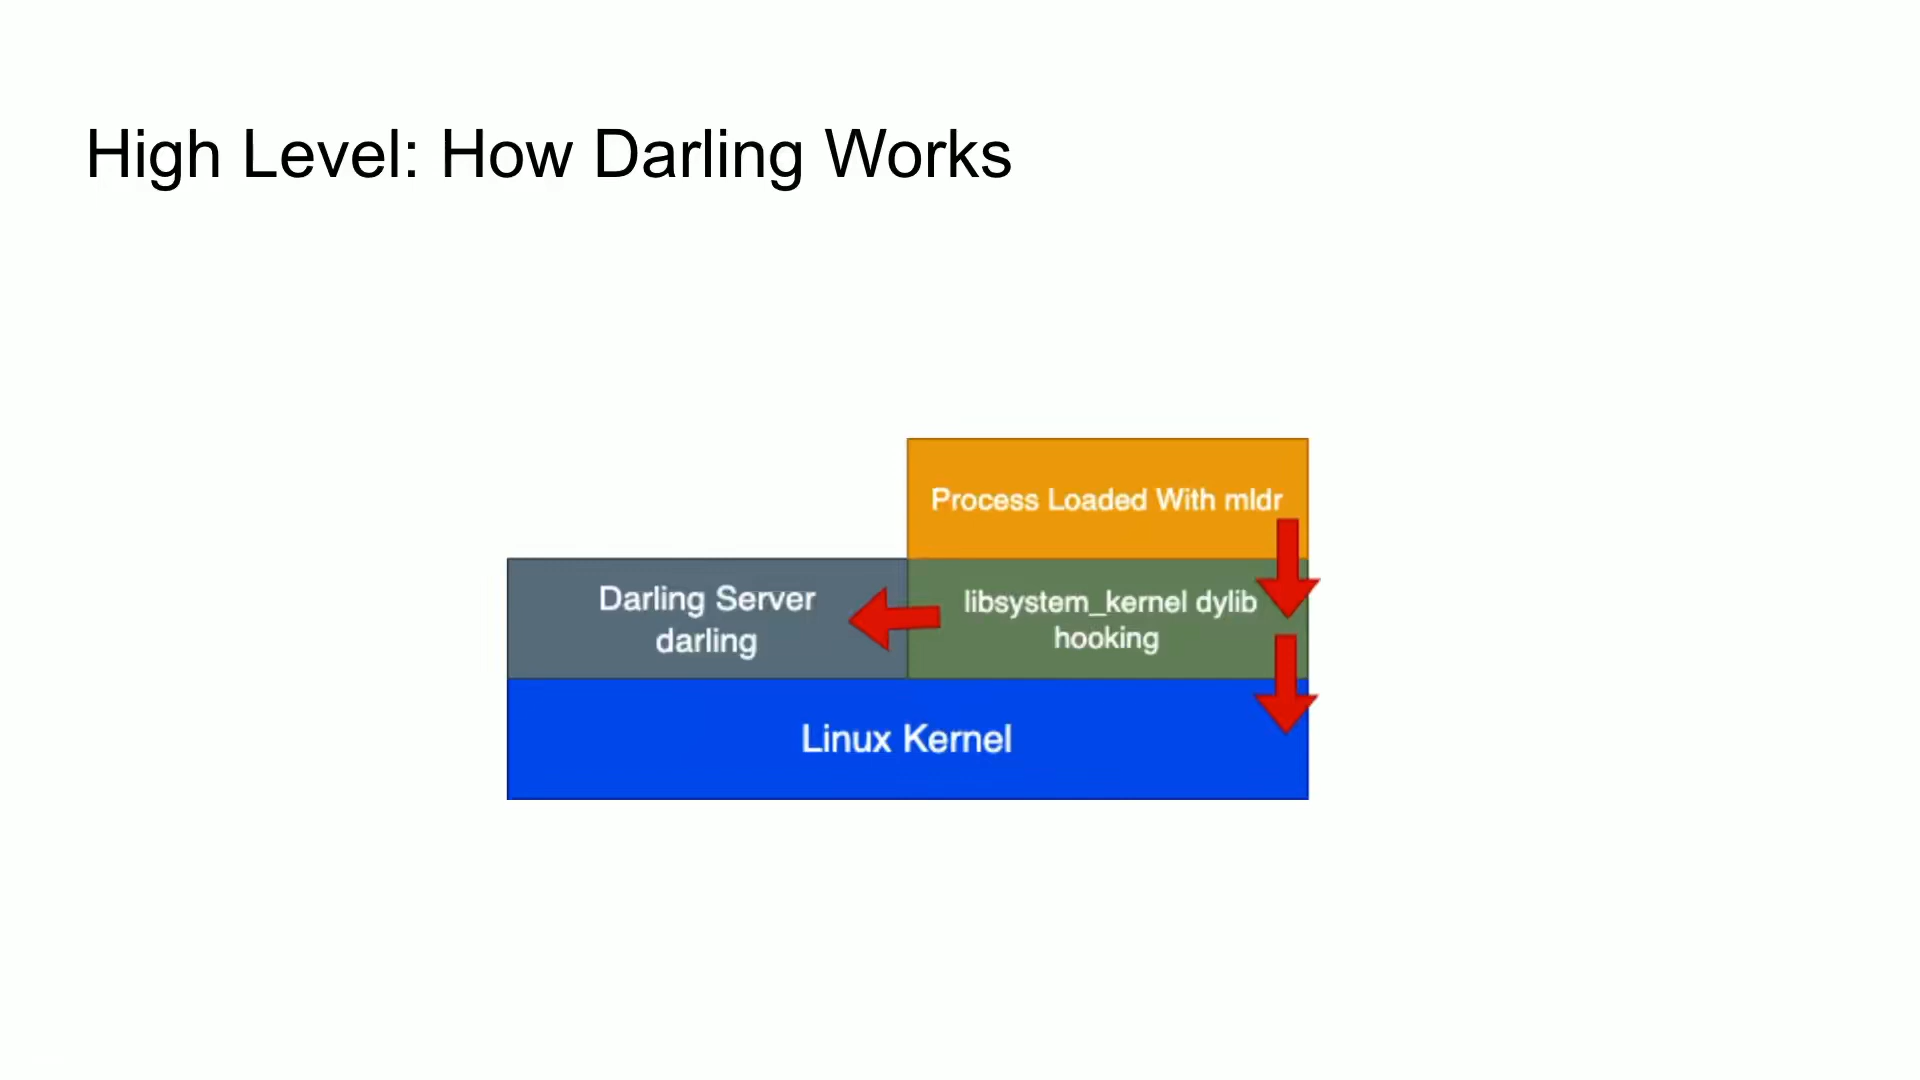 High Level: How Darling Works
Process Loaded With mldr
Darling Server
darling
libsystem_kernel dylib
hooking
Linux Kernel